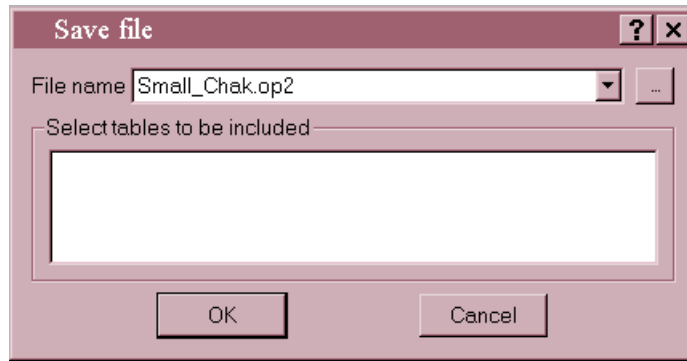 Save file
File name Small_Chak.op2 ...
Select tables to be included
OK Cancel